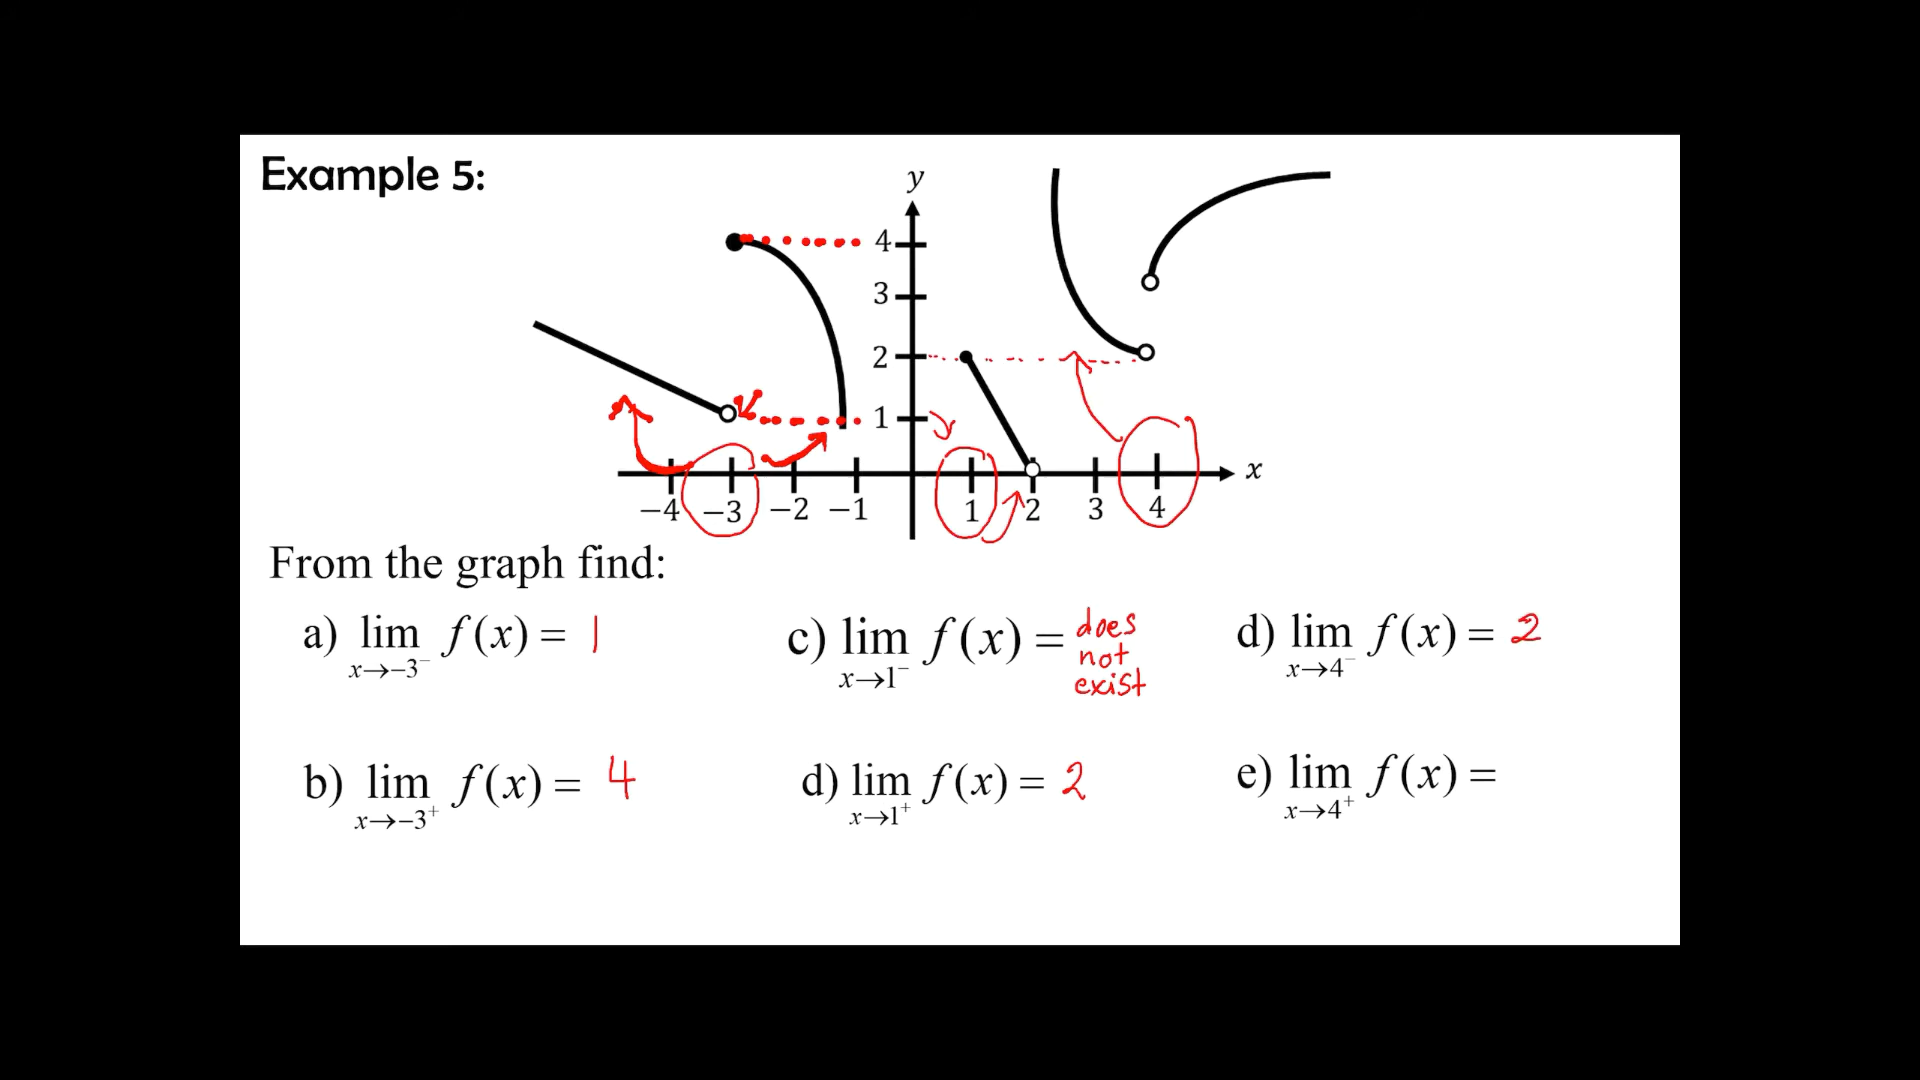 Example 5:
y
4
3
2
1
x
−4 −3 −2 −1 1 2 3 4
From the graph find:
a) lim f(x) = 1
x→−3⁻
c) lim f(x) = does not exist
x→1⁻
d) lim f(x) = 2
x→4⁻
b) lim f(x) = 4
x→−3⁺
d) lim f(x) = 2
x→1⁺
e) lim f(x) =
x→4⁺